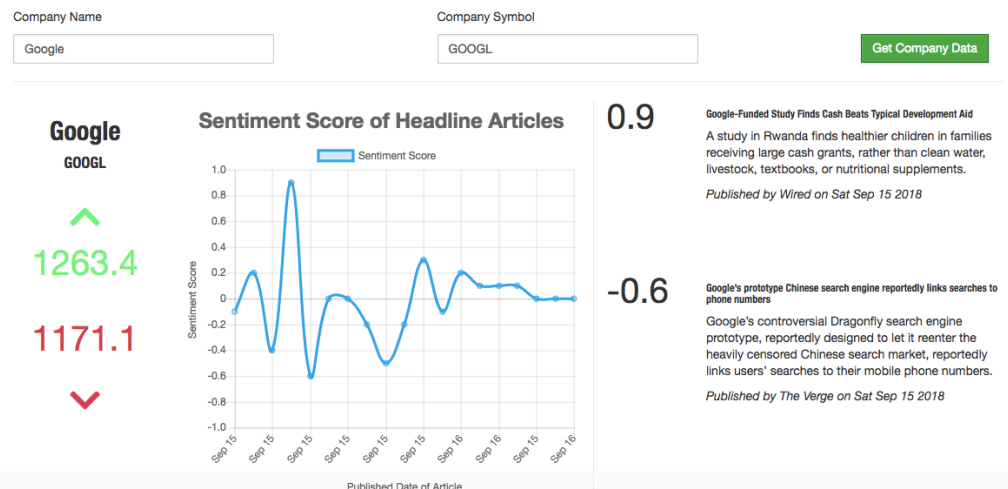 Company Name
Company Symbol
Google
GOOGL
Get Company Data
Google
GOOGL
1263.4
1171.1
Sentiment Score of Headline Articles
Sentiment Score
1.0
0.8
0.6
0.4
0.2
0
-0.2
-0.4
-0.6
-0.8
-1.0
Sentiment Score
Sep 15
Sep 15
Sep 15
Sep 15
Sep 15
Sep 15
Sep 16
Sep 16
Sep 15
Sep 16
Published Date of Article
0.9
Google-Funded Study Finds Cash Beats Typical Development Aid
A study in Rwanda finds healthier children in families
receiving large cash grants, rather than clean water,
livestock, textbooks, or nutritional supplements.
Published by Wired on Sat Sep 15 2018
-0.6
Google's prototype Chinese search engine reportedly links searches to
phone numbers
Google's controversial Dragonfly search engine
prototype, reportedly designed to let it reenter the
heavily censored Chinese search market, reportedly
links users' searches to their mobile phone numbers.
Published by The Verge on Sat Sep 15 2018